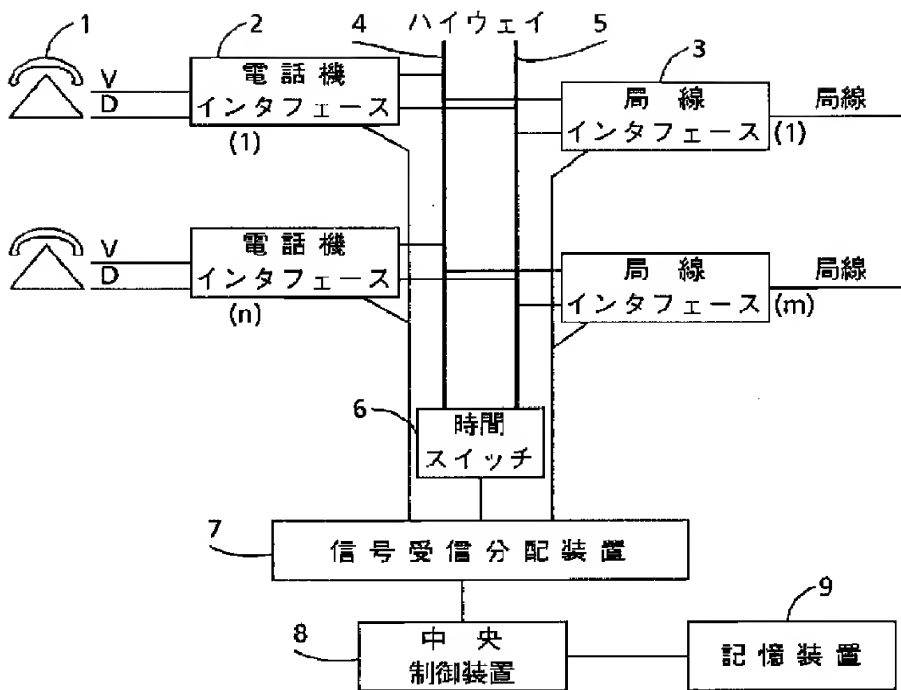 1
2
4
ハイウェイ
5
3
V
D
電話機
インタフェース
(1)
局線
インタフェース
(1)
局線
V
D
電話機
インタフェース
(n)
局線
インタフェース
(m)
局線
6
時間
スイッチ
7
信号受信分配装置
8
中央
制御装置
9
記憶装置